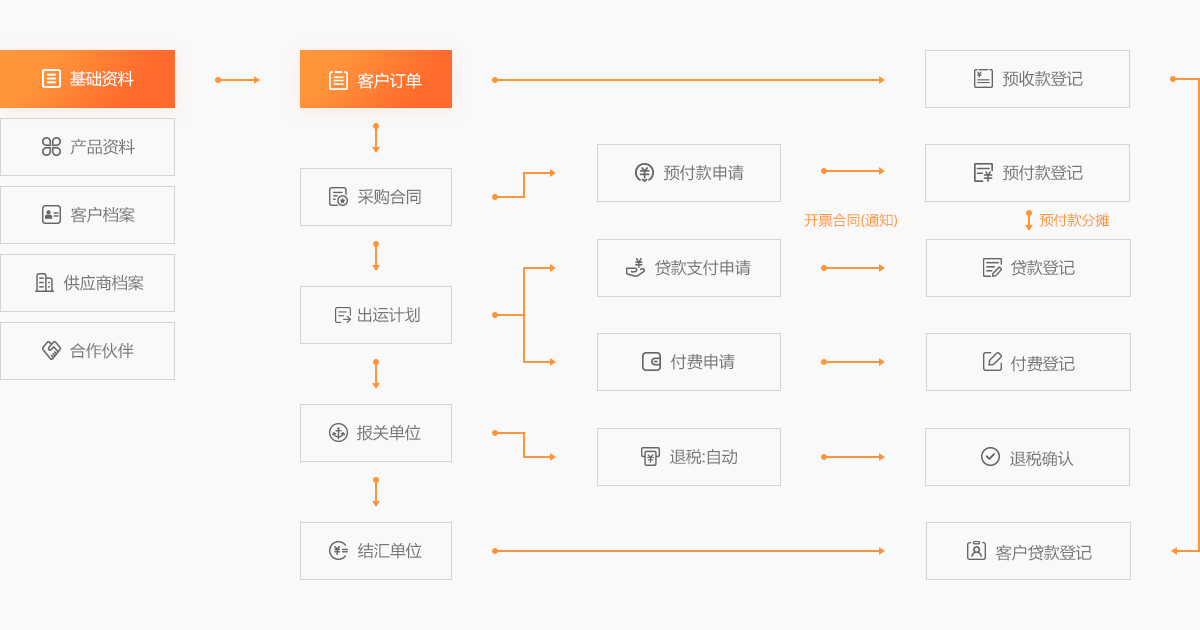 基础资料
产品资料
客户档案
供应商档案
合作伙伴
客户订单
采购合同
出运计划
报关单位
结汇单位
预付款申请
开票合同(通知)
贷款支付申请
付费申请
退税:自动
预收款登记
预付款登记
预付款分摊
贷款登记
付费登记
退税确认
客户贷款登记